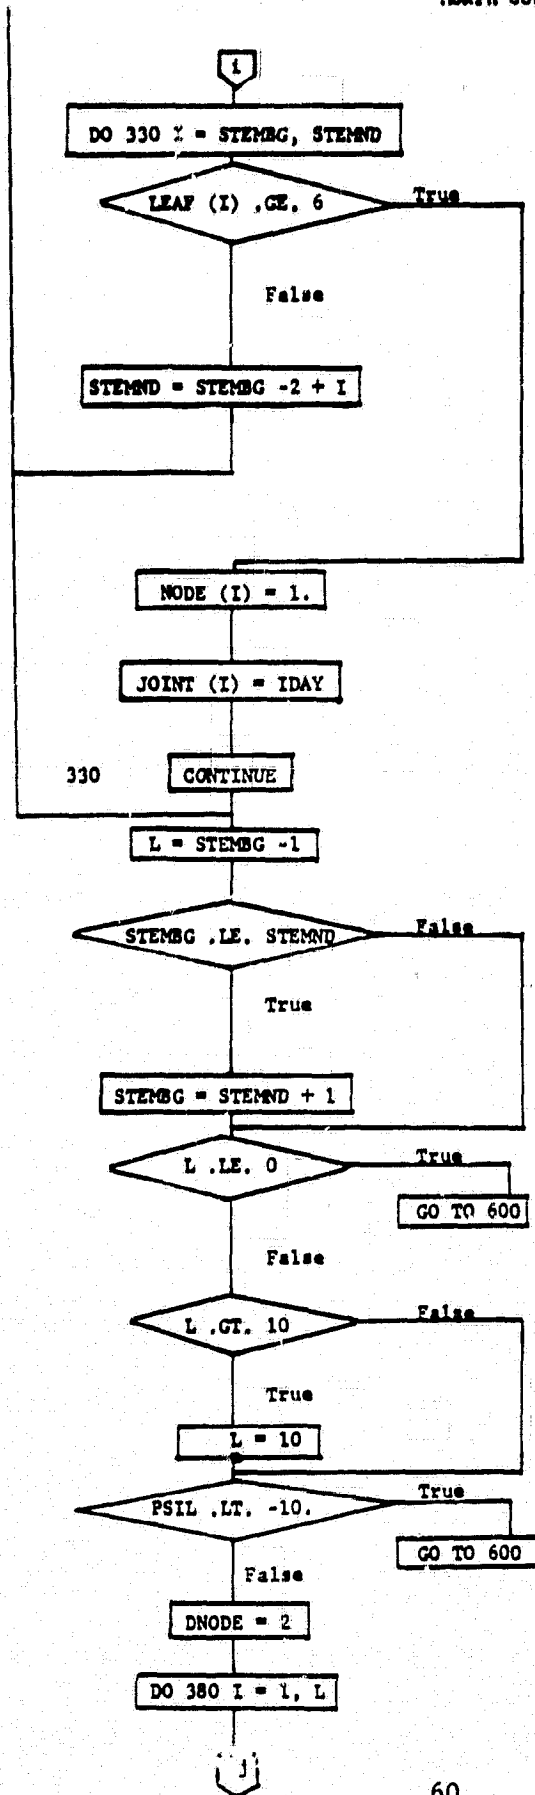 i
DO 330 I = STEMBG, STEMND
LEAF (I) .GE. 6
True
False
STEMND = STEMBG -2 + I
NODE (I) = 1.
JOINT (I) = IDAY
330 CONTINUE
L = STEMBG -1
STEMBG .LE. STEMND
False
True
STEMBG = STEMND + 1
L .LE. 0
True
GO TO 600
False
L .GT. 10
False
True
L = 10
PSIL .LT. -10.
True
GO TO 600
False
DNODE = 2
DO 380 I = 1, L
j
60